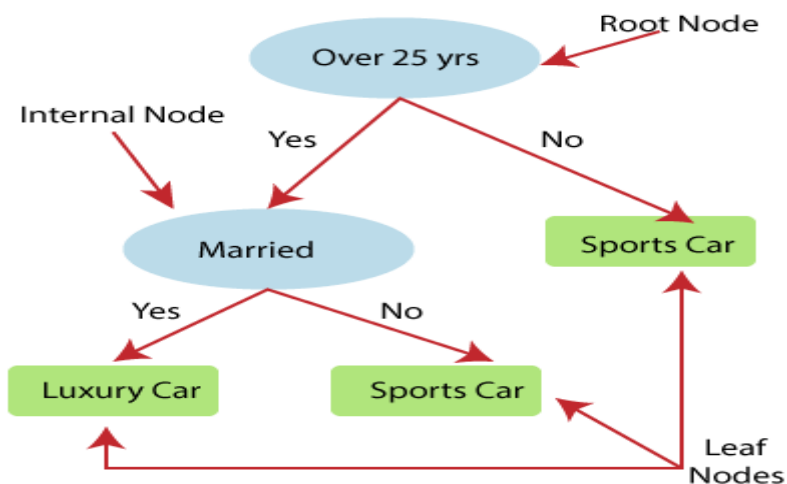 Root Node
Over 25 yrs
Internal Node
Yes
No
Married
Sports Car
Yes
No
Luxury Car
Sports Car
Leaf
Nodes